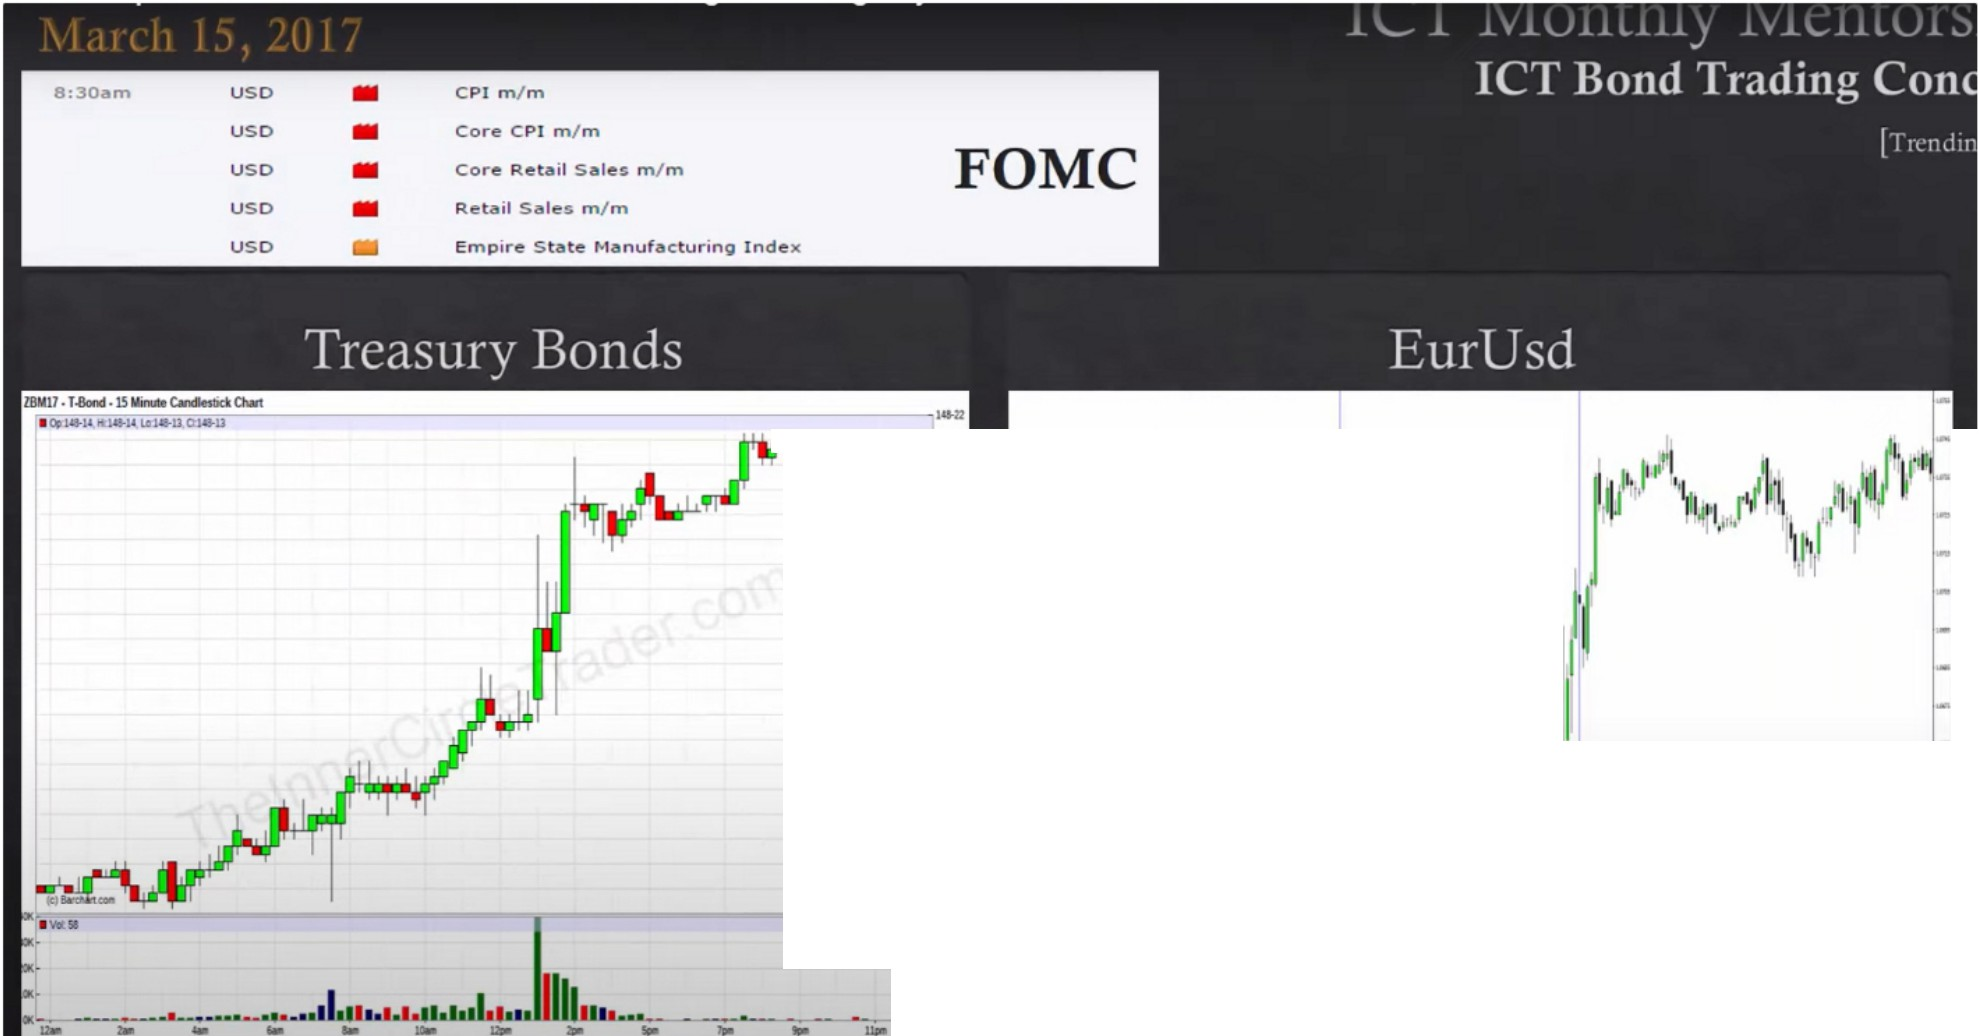 March 15, 2017
ICT Monthly Mentors
ICT Bond Trading Conc
[Trendin
8:30am USD CPI m/m
USD Core CPI m/m
USD Core Retail Sales m/m
USD Retail Sales m/m
USD Empire State Manufacturing Index
FOMC
Treasury Bonds
EurUsd
ZBM17 - T-Bond - 15 Minute Candlestick Chart
Op:148-14, Hi:148-14, Lo:148-13, Cl:148-13
148-22
TheInnerCircleTrader.com
(c) Barchart.com
Vol: 58
12am 2am 4am 6am 8am 10am 12pm 2pm 5pm 7pm 9pm 11pm